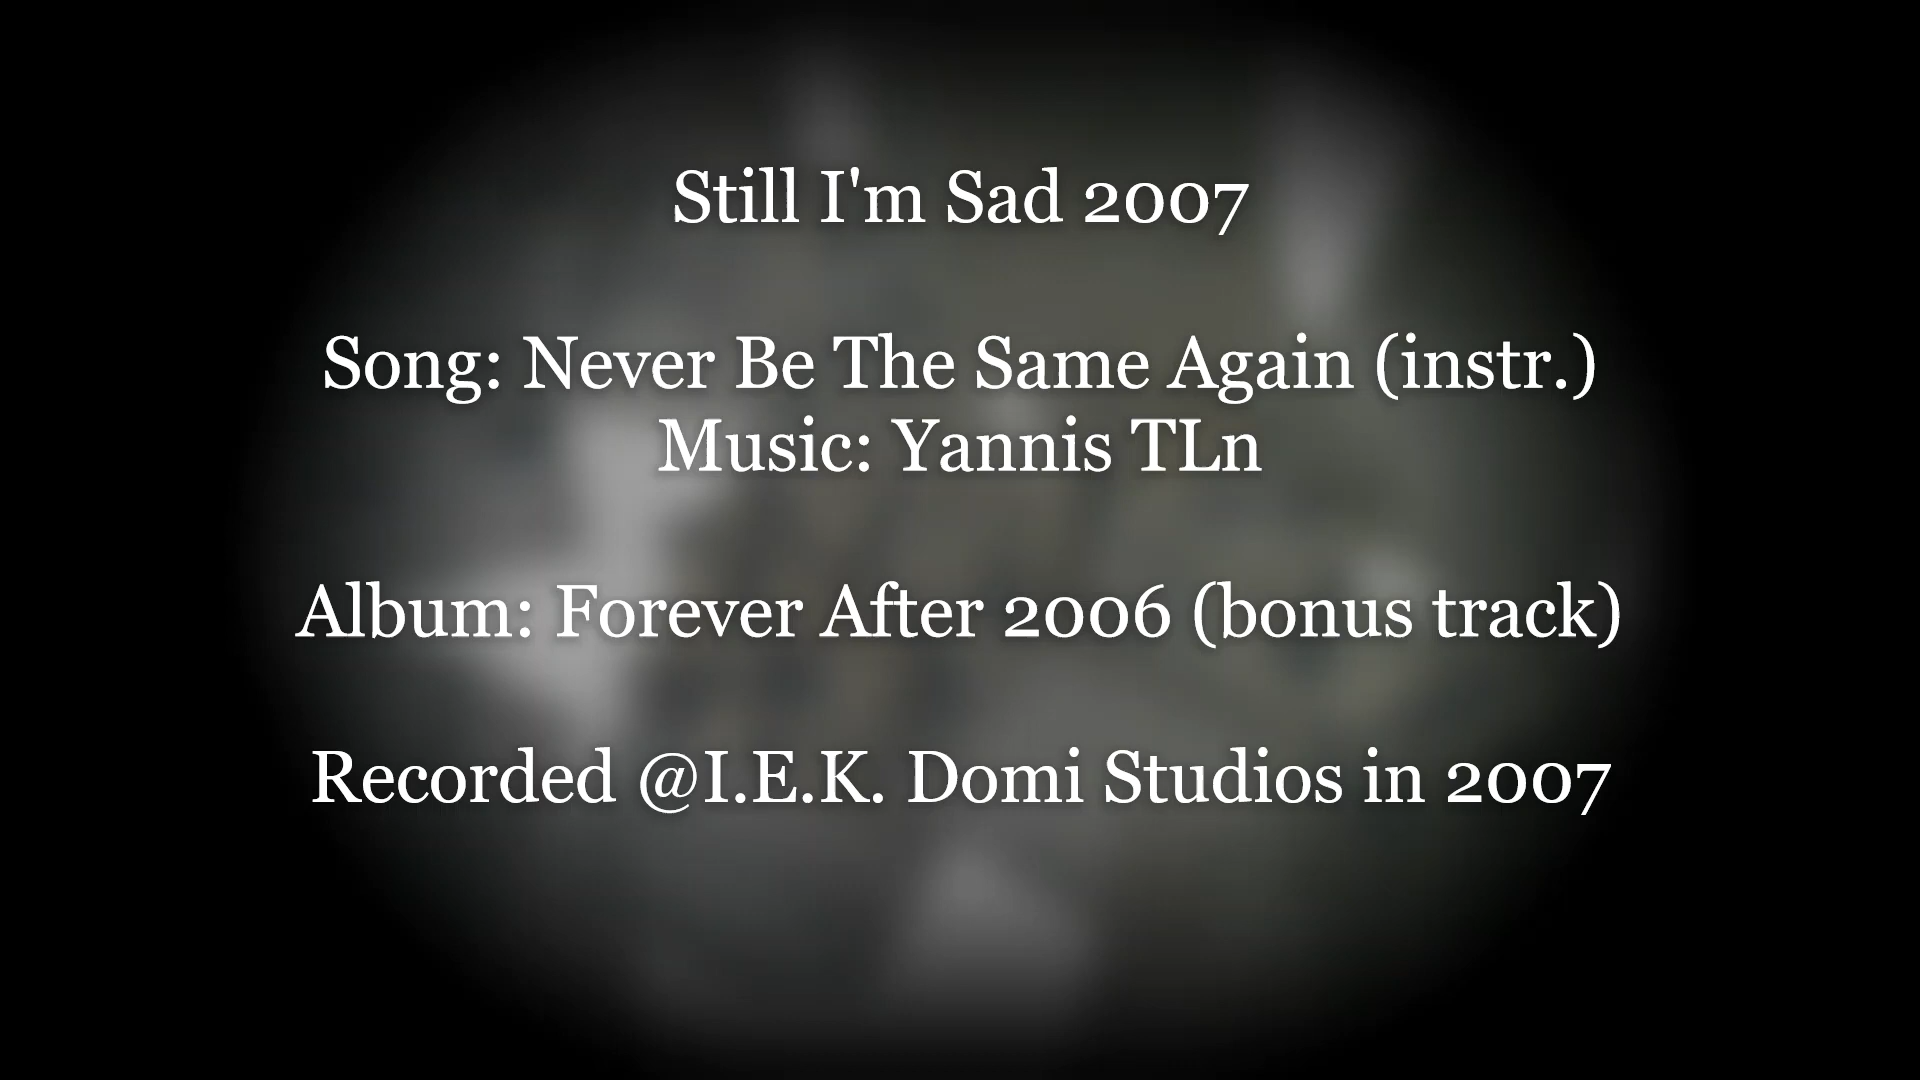 Still I'm Sad 2007
Song: Never Be The Same Again (instr.)
Music: Yannis TLn
Album: Forever After 2006 (bonus track)
Recorded @I.E.K. Domi Studios in 2007